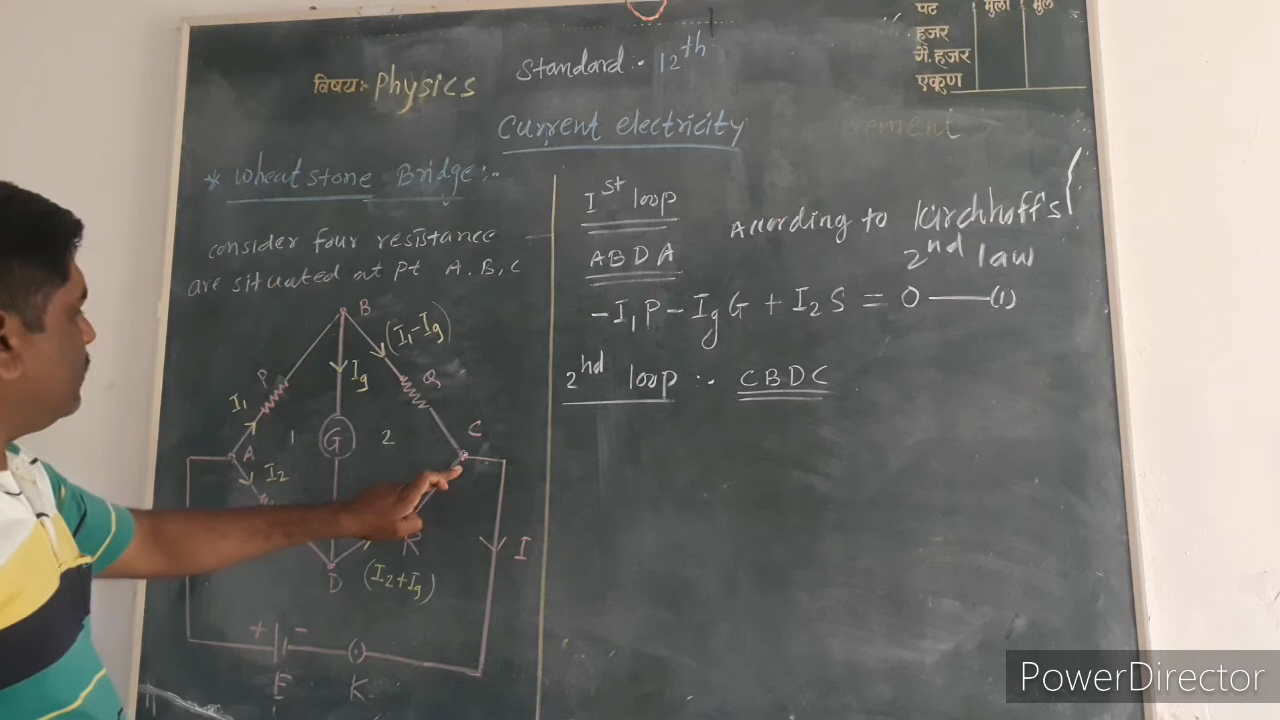 पट
मुली
मुल
हजर
गै. हजर
एकूण
विषय:- Physics
Standard :- 12th
Current electricity
* Wheatstone Bridge :-
consider four resistance
are situated at pt A. B, C
Ist loop
According to Kirchhoff's
2nd law
ABDA
-I₁P - IgG + I₂S = 0 —— (1)
2nd loop :- CBDC
B
(I₁-Ig)
P
Ig
Q
I₁
1
G
2
C
A
I₂
R
I
D
(I₂+Ig)
+ -
E
K
PowerDirector